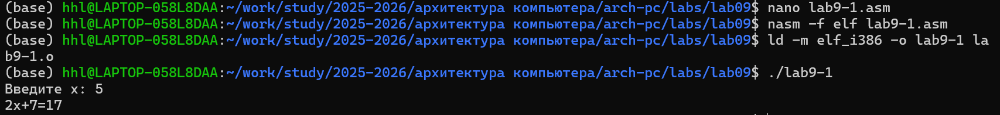 (base) hhl@LAPTOP-058L8DAA:~/work/study/2025-2026/архитектура компьютера/arch-pc/labs/lab09$ nano lab9-1.asm
(base) hhl@LAPTOP-058L8DAA:~/work/study/2025-2026/архитектура компьютера/arch-pc/labs/lab09$ nasm -f elf lab9-1.asm
(base) hhl@LAPTOP-058L8DAA:~/work/study/2025-2026/архитектура компьютера/arch-pc/labs/lab09$ ld -m elf_i386 -o lab9-1 la
b9-1.o
(base) hhl@LAPTOP-058L8DAA:~/work/study/2025-2026/архитектура компьютера/arch-pc/labs/lab09$ ./lab9-1
Введите x: 5
2x+7=17